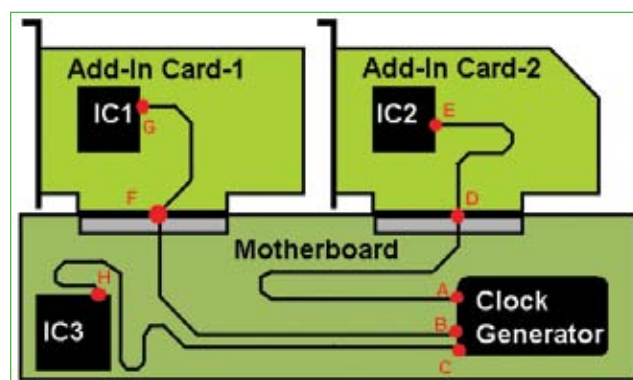 Add-In Card-1
Add-In Card-2
IC1
G
IC2
E
F
D
Motherboard
H
A
Clock
B
Generator
IC3
C